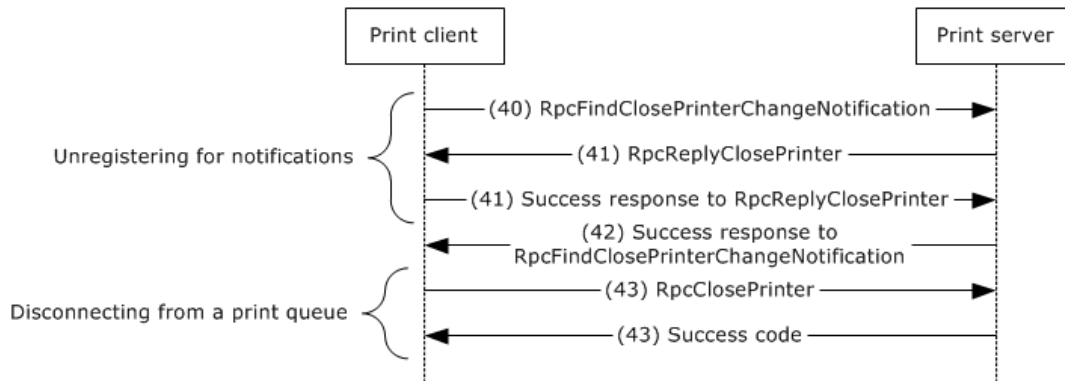 Print client
Print server
(40) RpcFindClosePrinterChangeNotification
Unregistering for notifications
(41) RpcReplyClosePrinter
(41) Success response to RpcReplyClosePrinter
(42) Success response to
RpcFindClosePrinterChangeNotification
(43) RpcClosePrinter
Disconnecting from a print queue
(43) Success code